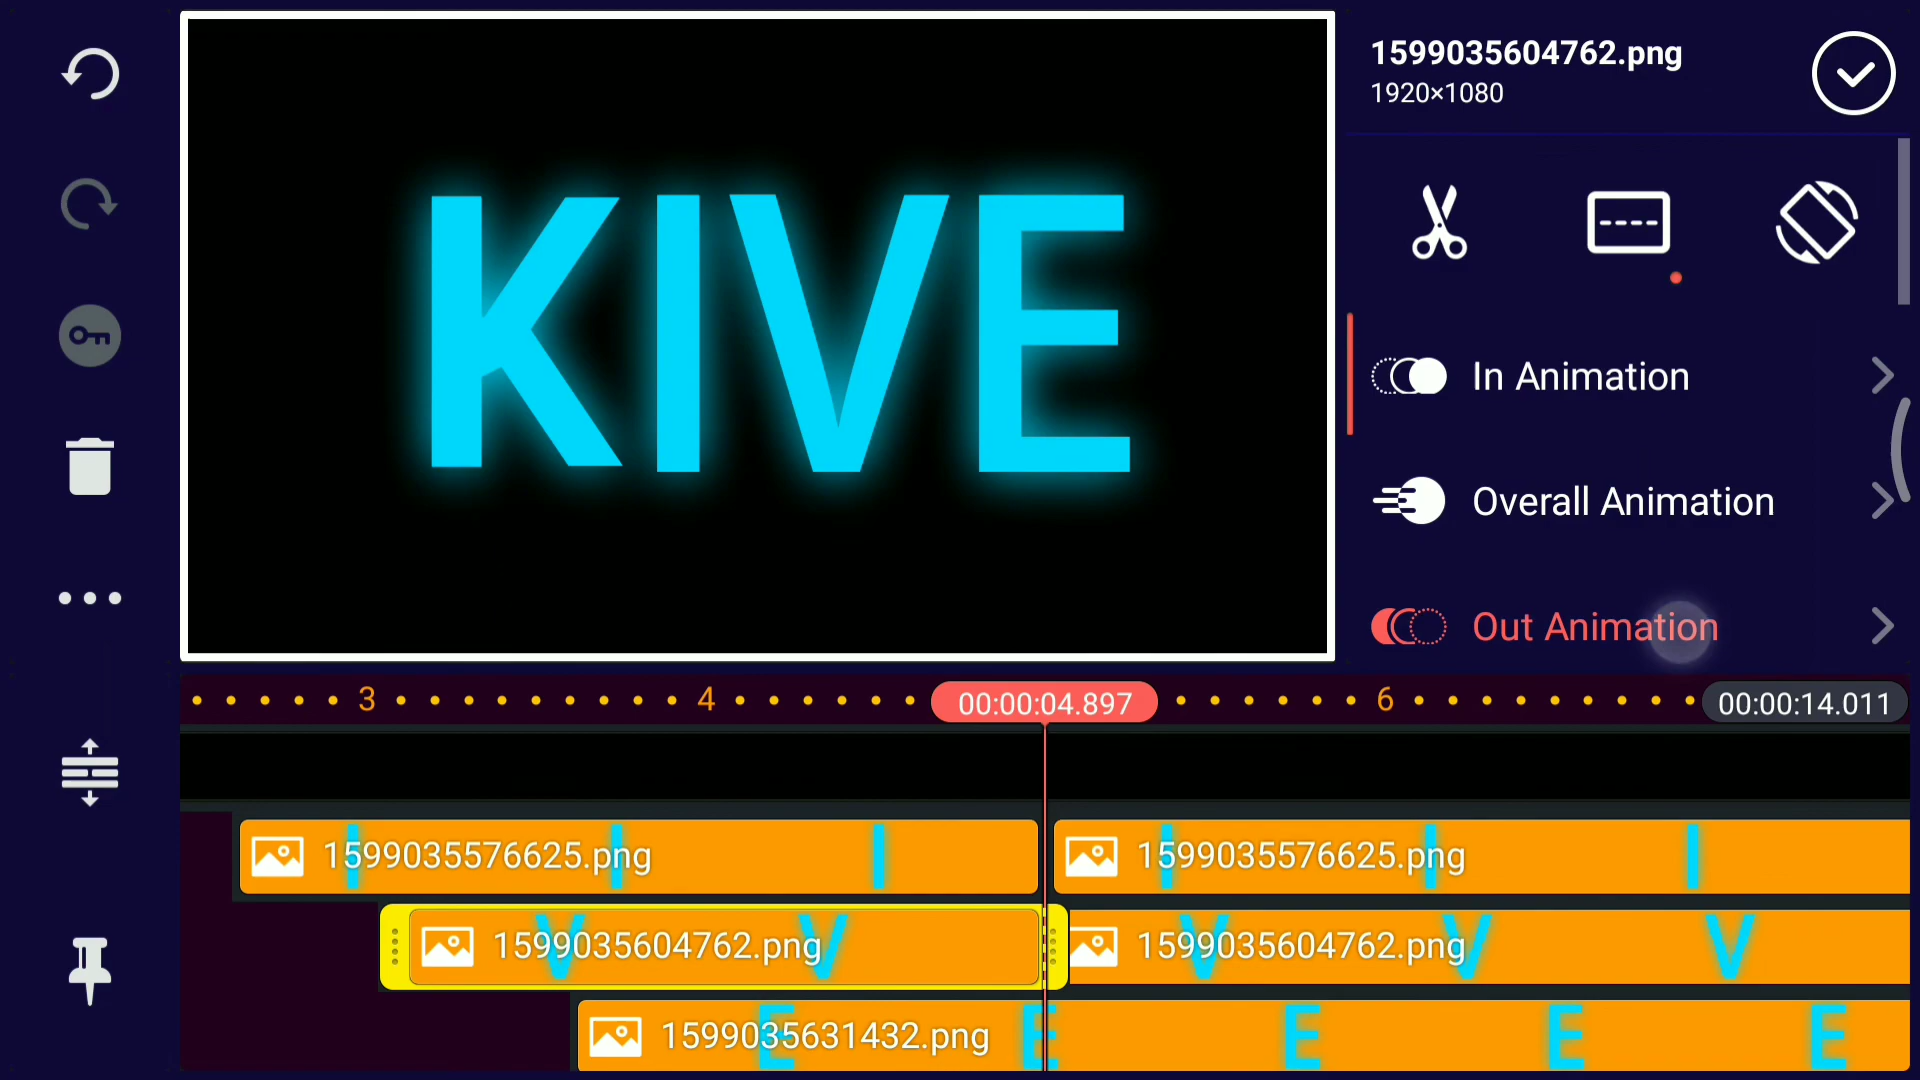 KIVE
1599035604762.png
1920×1080
In Animation
Overall Animation
Out Animation
3
4
00:00:04.897
6
00:00:14.011
1599035576625.png
I
I
I
1599035576625.png
I
I
I
1599035604762.png
V
V
1599035604762.png
V
V
V
1599035631432.png
E
E
E
E
E